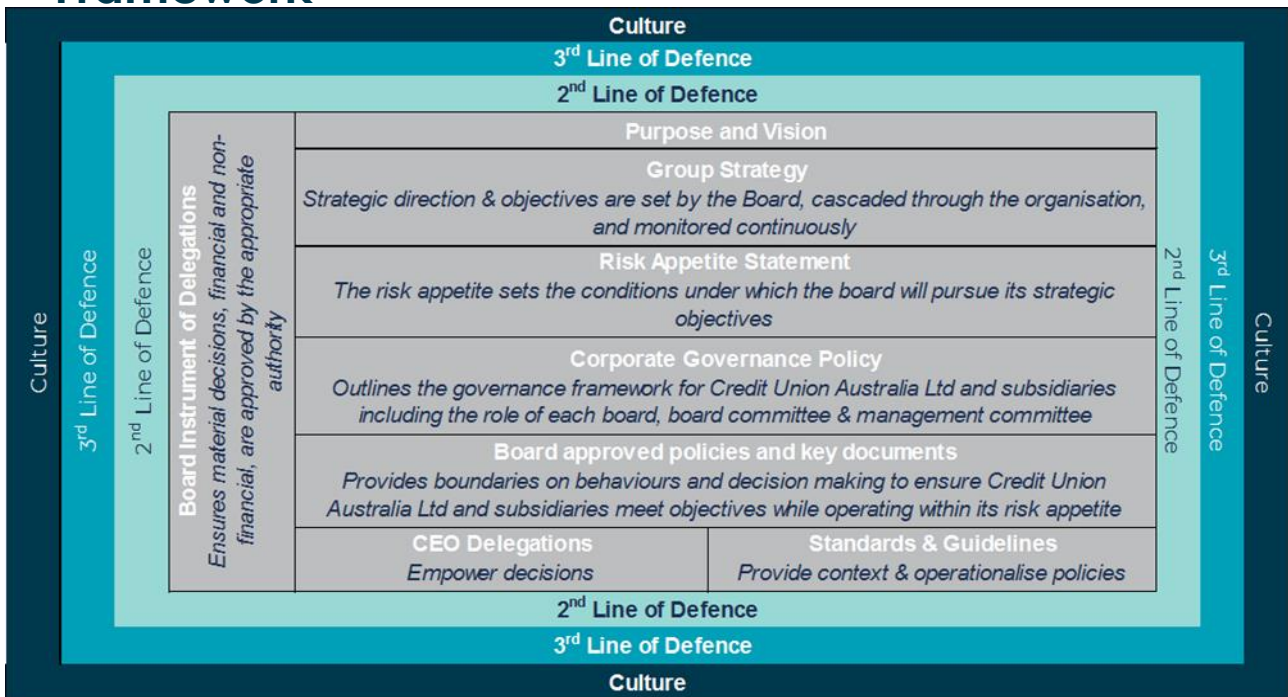 Culture
3rd Line of Defence
2nd Line of Defence
Culture
3rd Line of Defence
2nd Line of Defence
Board Instrument of Delegations
Ensures material decisions, financial and non-
financial, are approved by the appropriate
authority
Purpose and Vision
Group Strategy
Strategic direction & objectives are set by the Board, cascaded through the organisation,
and monitored continuously
Risk Appetite Statement
The risk appetite sets the conditions under which the board will pursue its strategic
objectives
Corporate Governance Policy
Outlines the governance framework for Credit Union Australia Ltd and subsidiaries
including the role of each board, board committee & management committee
Board approved policies and key documents
Provides boundaries on behaviours and decision making to ensure Credit Union
Australia Ltd and subsidiaries meet objectives while operating within its risk appetite
CEO Delegations
Empower decisions
Standards & Guidelines
Provide context & operationalise policies
2nd Line of Defence
3rd Line of Defence
Culture
2nd Line of Defence
3rd Line of Defence
Culture